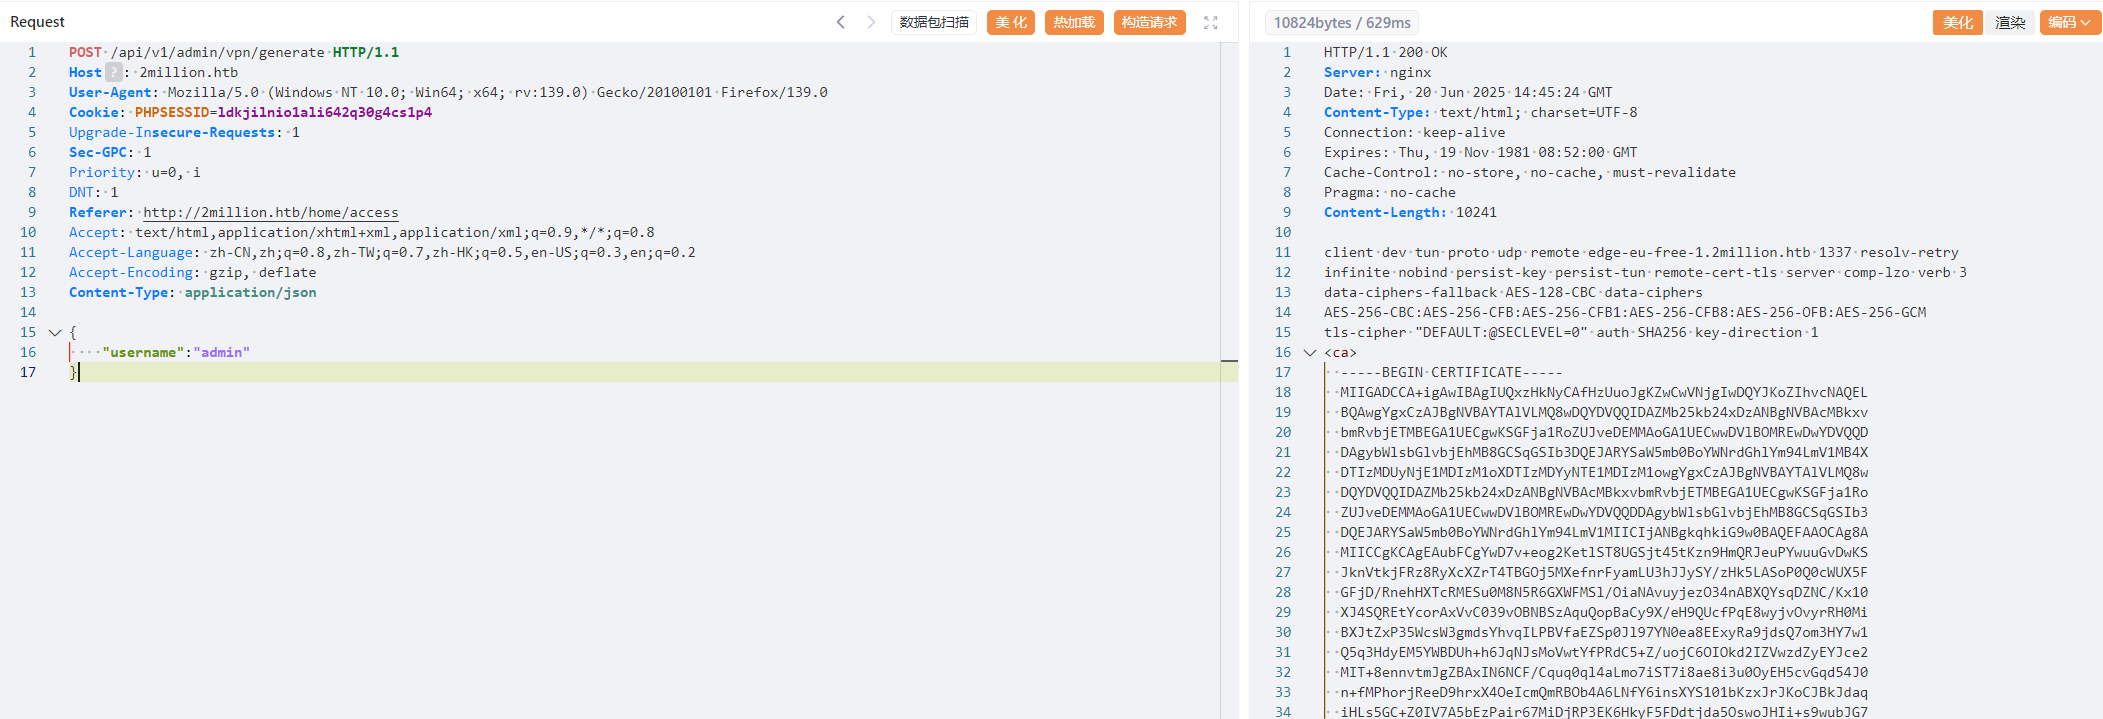 Request
数据包扫描 美化 热加载 构造请求
1 POST /api/v1/admin/vpn/generate HTTP/1.1
2 Host ? : 2million.htb
3 User-Agent: Mozilla/5.0 (Windows NT 10.0; Win64; x64; rv:139.0) Gecko/20100101 Firefox/139.0
4 Cookie: PHPSESSID=ldkjilnio1ali642q30g4cs1p4
5 Upgrade-Insecure-Requests: 1
6 Sec-GPC: 1
7 Priority: u=0, i
8 DNT: 1
9 Referer: http://2million.htb/home/access
10 Accept: text/html,application/xhtml+xml,application/xml;q=0.9,*/*;q=0.8
11 Accept-Language: zh-CN,zh;q=0.8,zh-TW;q=0.7,zh-HK;q=0.5,en-US;q=0.3,en;q=0.2
12 Accept-Encoding: gzip, deflate
13 Content-Type: application/json
14
15 {
16 "username":"admin"
17 }
10824bytes / 629ms
美化 渲染 编码
1 HTTP/1.1 200 OK
2 Server: nginx
3 Date: Fri, 20 Jun 2025 14:45:24 GMT
4 Content-Type: text/html; charset=UTF-8
5 Connection: keep-alive
6 Expires: Thu, 19 Nov 1981 08:52:00 GMT
7 Cache-Control: no-store, no-cache, must-revalidate
8 Pragma: no-cache
9 Content-Length: 10241
10
11 client dev tun proto udp remote edge-eu-free-1.2million.htb 1337 resolv-retry
12 infinite nobind persist-key persist-tun remote-cert-tls server comp-lzo verb 3
13 data-ciphers-fallback AES-128-CBC data-ciphers
14 AES-256-CBC:AES-256-CFB:AES-256-CFB1:AES-256-CFB8:AES-256-OFB:AES-256-GCM
15 tls-cipher "DEFAULT:@SECLEVEL=0" auth SHA256 key-direction 1
16 <ca>
17 -----BEGIN CERTIFICATE-----
18 MIIGADCCA+igAwIBAgIUQxzHkNyCAfHzUuoJgKZwCwVNjgIwDQYJKoZIhvcNAQEL
19 BQAwgYgxCzAJBgNVBAYTAlVLMQ8wDQYDVQQIDAZMb25kb24xDzANBgNVBAcMBkxv
20 bmRvbjETMBEGA1UECgwKSGFja1RoZUJveDEMMAoGA1UECwwDVlBOMREwDwYDVQQD
21 DAgybWlsbGlvbjEhMB8GCSqGSIb3DQEJARYSaW5mb0BoYWNrdGhlYm94LmV1MB4X
22 DTIzMDUyNjE1MDIzM1oXDTIzMDYyNTE1MDIzM1owgYgxCzAJBgNVBAYTAlVLMQ8w
23 DQYDVQQIDAZMb25kb24xDzANBgNVBAcMBkxvbmRvbjETMBEGA1UECgwKSGFja1Ro
24 ZUJveDEMMAoGA1UECwwDVlBOMREwDwYDVQQDDAgybWlsbGlvbjEhMB8GCSqGSIb3
25 DQEJARYSaW5mb0BoYWNrdGhlYm94LmV1MIICIjANBgkqhkiG9w0BAQEFAAOCAg8A
26 MIICCgKCAgEAubFCgYwD7v+eog2KetlST8UGSjt45tKzn9HmQRJeuPYwuuGvDwKS
27 JknVtkjFRz8RyXcXZrT4TBGOj5MXefnrFyamLU3hJJySY/zHk5LASoP0Q0cWUX5F
28 GFjD/RnehHXTcRMESu0M8N5R6GXWFMSl/OiaNAvuyjezO34nABXQYsqDZNC/Kx10
29 XJ4SQREtYcorAxVvC039vOBNBSzAquQopBaCy9X/eH9QUcfPqE8wyjvOvyrRH0Mi
30 BXJtZxP35WcsW3gmdsYhvqILPBVfaEZSp0Jl97YN0ea8EExyRa9jdsQ7om3HY7w1
31 Q5q3HdyEM5YWBDUh+h6JqNJsMoVwtYfPRdC5+Z/uojC6OIOkd2IZVwzdZyEYJce2
32 MIT+8ennvtmJgZBAxIN6NCF/Cquq0ql4aLmo7iST7i8ae8i3u0OyEH5cvGqd54J0
33 n+fMPhorjReeD9hrxX4OeIcmQmRBOb4A6LNfY6insXYS101bKzxJrJKoCJBkJdaq
34 iHLs5GC+Z0IV7A5bEzPair67MiDjRP3EK6HkyF5FDdtjda5OswoJHIi+s9wubJG7